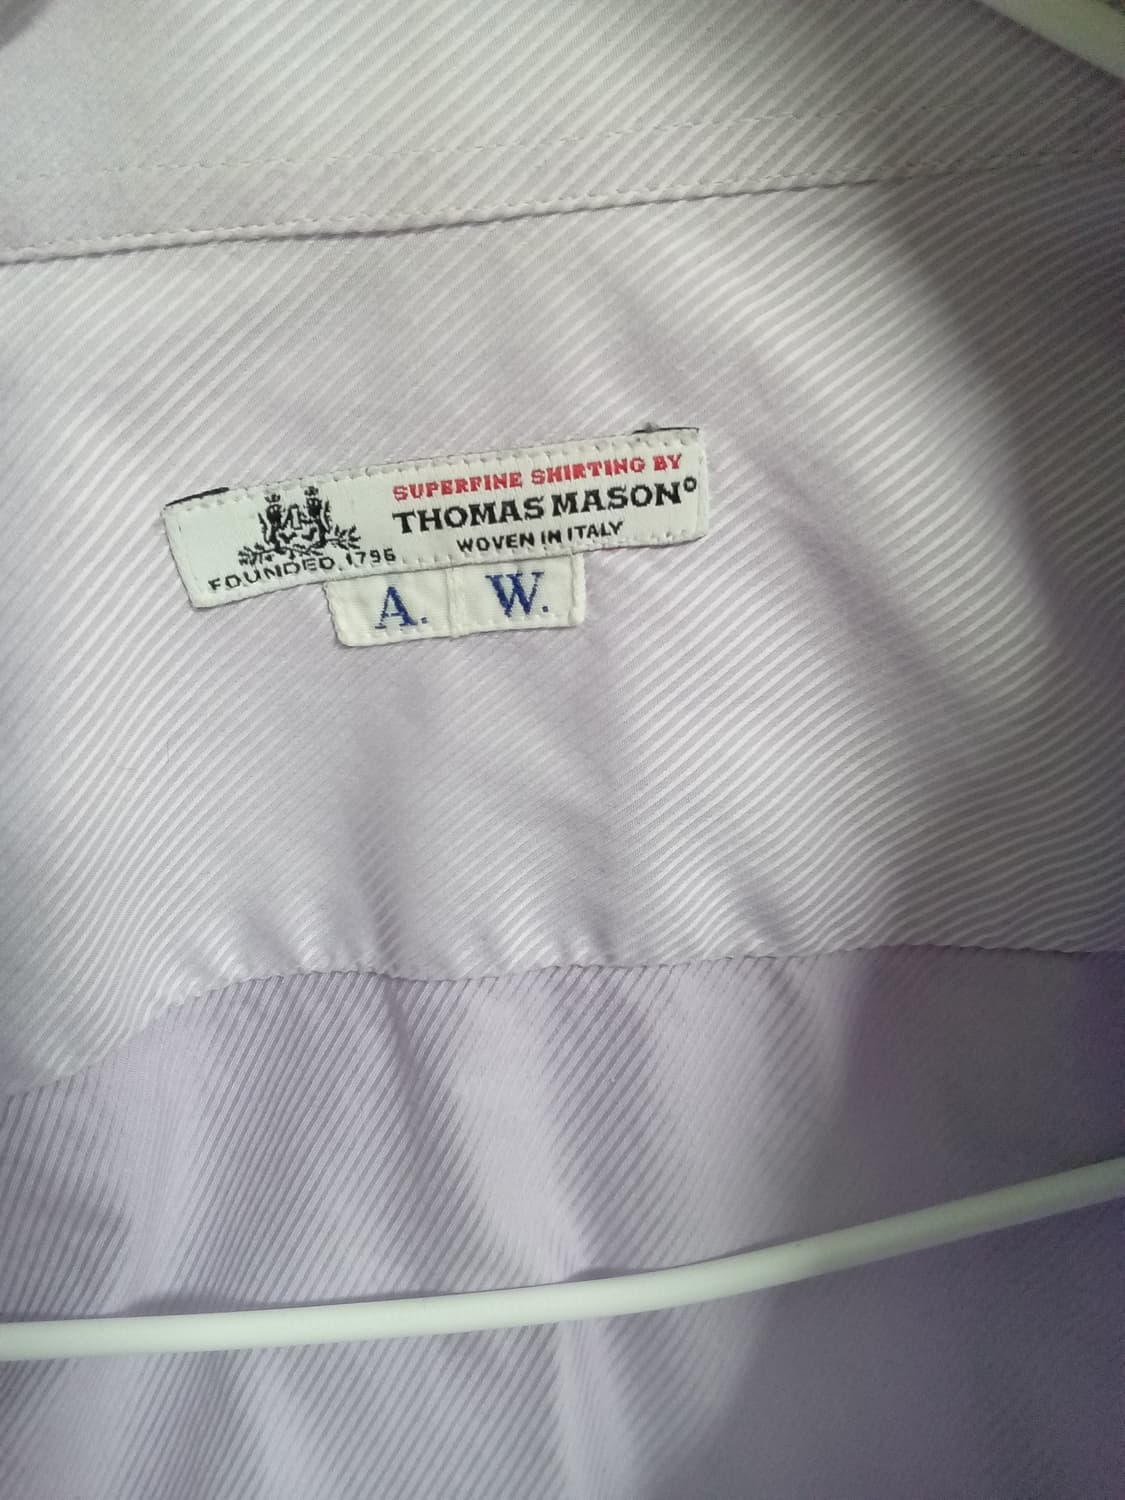 SUPERFINE SHIRTING BY
THOMAS MASON®
WOVEN IN ITALY
FOUNDED 1796
A. W.